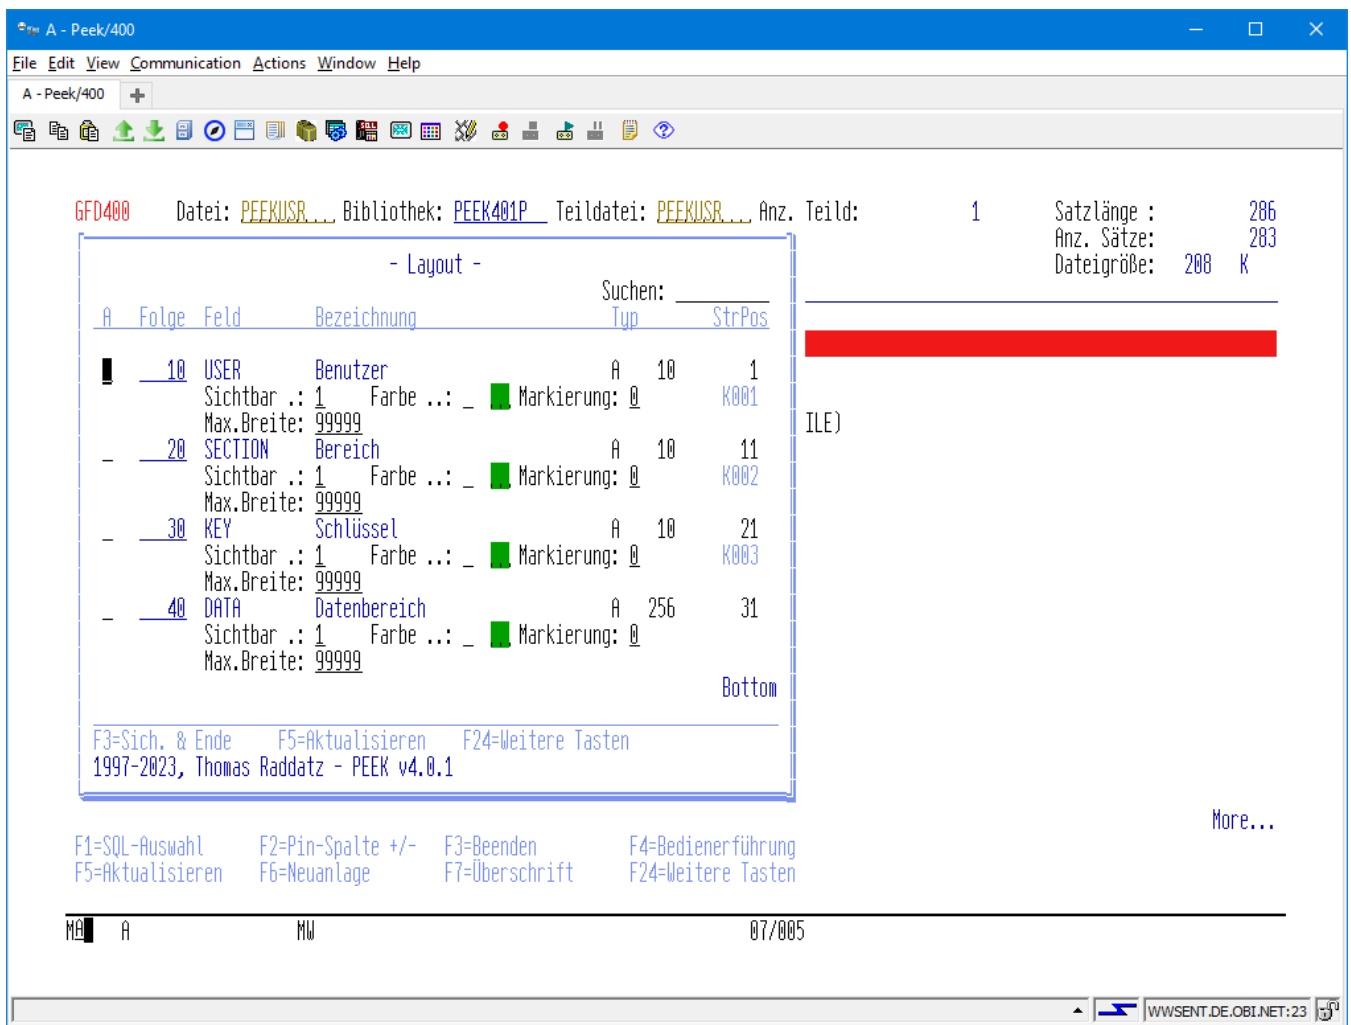 A - Peek/400
File Edit View Communication Actions Window Help
A - Peek/400
GFD400 Datei: PEEKUSR Bibliothek: PEEK401P Teildatei: PEEKUSR Anz. Teild: 1 Satzlänge : 286
Anz. Sätze: 283
Dateigröße: 208 K
- Layout -
Suchen:
A Folge Feld Bezeichnung Typ StrPos
10 USER Benutzer A 10 1
Sichtbar .: 1 Farbe ..: _ Markierung: 0 K001
Max.Breite: 99999
ILE)
20 SECTION Bereich A 10 11
Sichtbar .: 1 Farbe ..: _ Markierung: 0 K002
Max.Breite: 99999
30 KEY Schlüssel A 10 21
Sichtbar .: 1 Farbe ..: _ Markierung: 0 K003
Max.Breite: 99999
40 DATA Datenbereich A 256 31
Sichtbar .: 1 Farbe ..: _ Markierung: 0
Max.Breite: 99999
Bottom
F3=Sich. & Ende F5=Aktualisieren F24=Weitere Tasten
1997-2023, Thomas Raddatz - PEEK v4.0.1
More...
F1=SQL-Auswahl F2=Pin-Spalte +/- F3=Beenden F4=Bedienerführung
F5=Aktualisieren F6=Neuanlage F7=Überschrift F24=Weitere Tasten
MA A MW 07/005
WWSENT.DE.OBI.NET:23